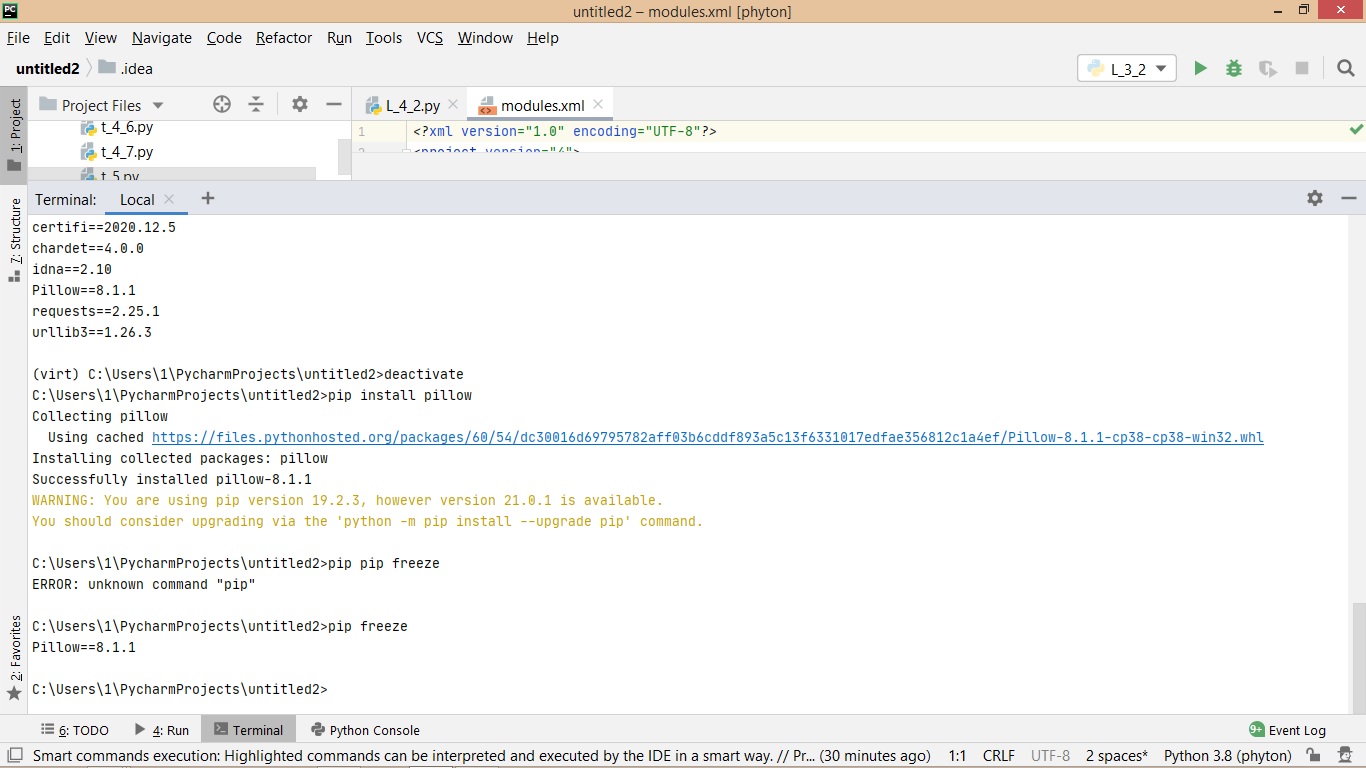 PC
untitled2 – modules.xml [phyton]
File Edit View Navigate Code Refactor Run Tools VCS Window Help
untitled2 .idea
L_3_2
Project Files
L_4_2.py
modules.xml
1: Project
t_4_6.py
t_4_7.py
t_5.py
1 <?xml version="1.0" encoding="UTF-8"?>
2 <project version="4">
Terminal: Local +
7: Structure
certifi==2020.12.5
chardet==4.0.0
idna==2.10
Pillow==8.1.1
requests==2.25.1
urllib3==1.26.3
(virt) C:\Users\1\PycharmProjects\untitled2>deactivate
C:\Users\1\PycharmProjects\untitled2>pip install pillow
Collecting pillow
Using cached https://files.pythonhosted.org/packages/60/54/dc30016d69795782aff03b6cddf893a5c13f6331017edfae356812c1a4ef/Pillow-8.1.1-cp38-cp38-win32.whl
Installing collected packages: pillow
Successfully installed pillow-8.1.1
WARNING: You are using pip version 19.2.3, however version 21.0.1 is available.
You should consider upgrading via the 'python -m pip install --upgrade pip' command.
C:\Users\1\PycharmProjects\untitled2>pip pip freeze
ERROR: unknown command "pip"
C:\Users\1\PycharmProjects\untitled2>pip freeze
Pillow==8.1.1
C:\Users\1\PycharmProjects\untitled2>
2: Favorites
6: TODO 4: Run Terminal Python Console 9+ Event Log
Smart commands execution: Highlighted commands can be interpreted and executed by the IDE in a smart way. // Pr... (30 minutes ago) 1:1 CRLF UTF-8 2 spaces* Python 3.8 (phyton)